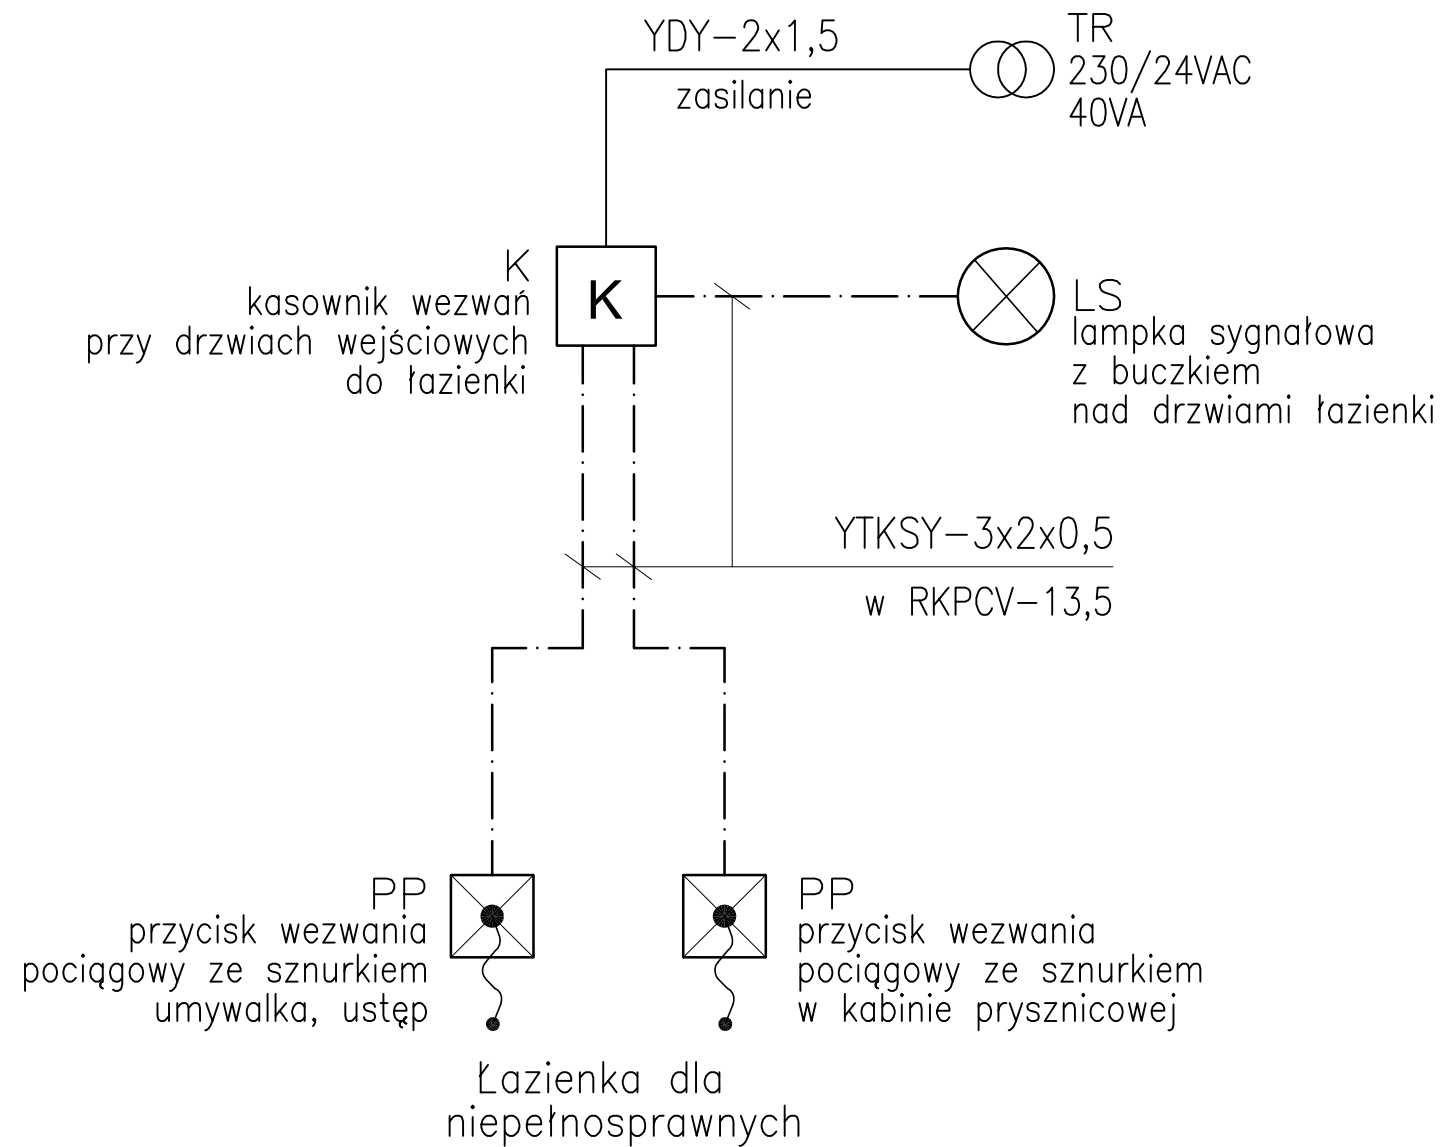 YDY-2x1,5
zasilanie
TR
230/24VAC
40VA
K
kasownik wezwań
przy drzwiach wejściowych
do łazienki
K
LS
lampka sygnałowa
z buczkiem
nad drzwiami łazienki
YTKSY-3x2x0,5
w RKPCV-13,5
PP
przycisk wezwania
pociągowy ze sznurkiem
umywalka, ustęp
PP
przycisk wezwania
pociągowy ze sznurkiem
w kabinie prysznicowej
Łazienka dla
niepełnosprawnych